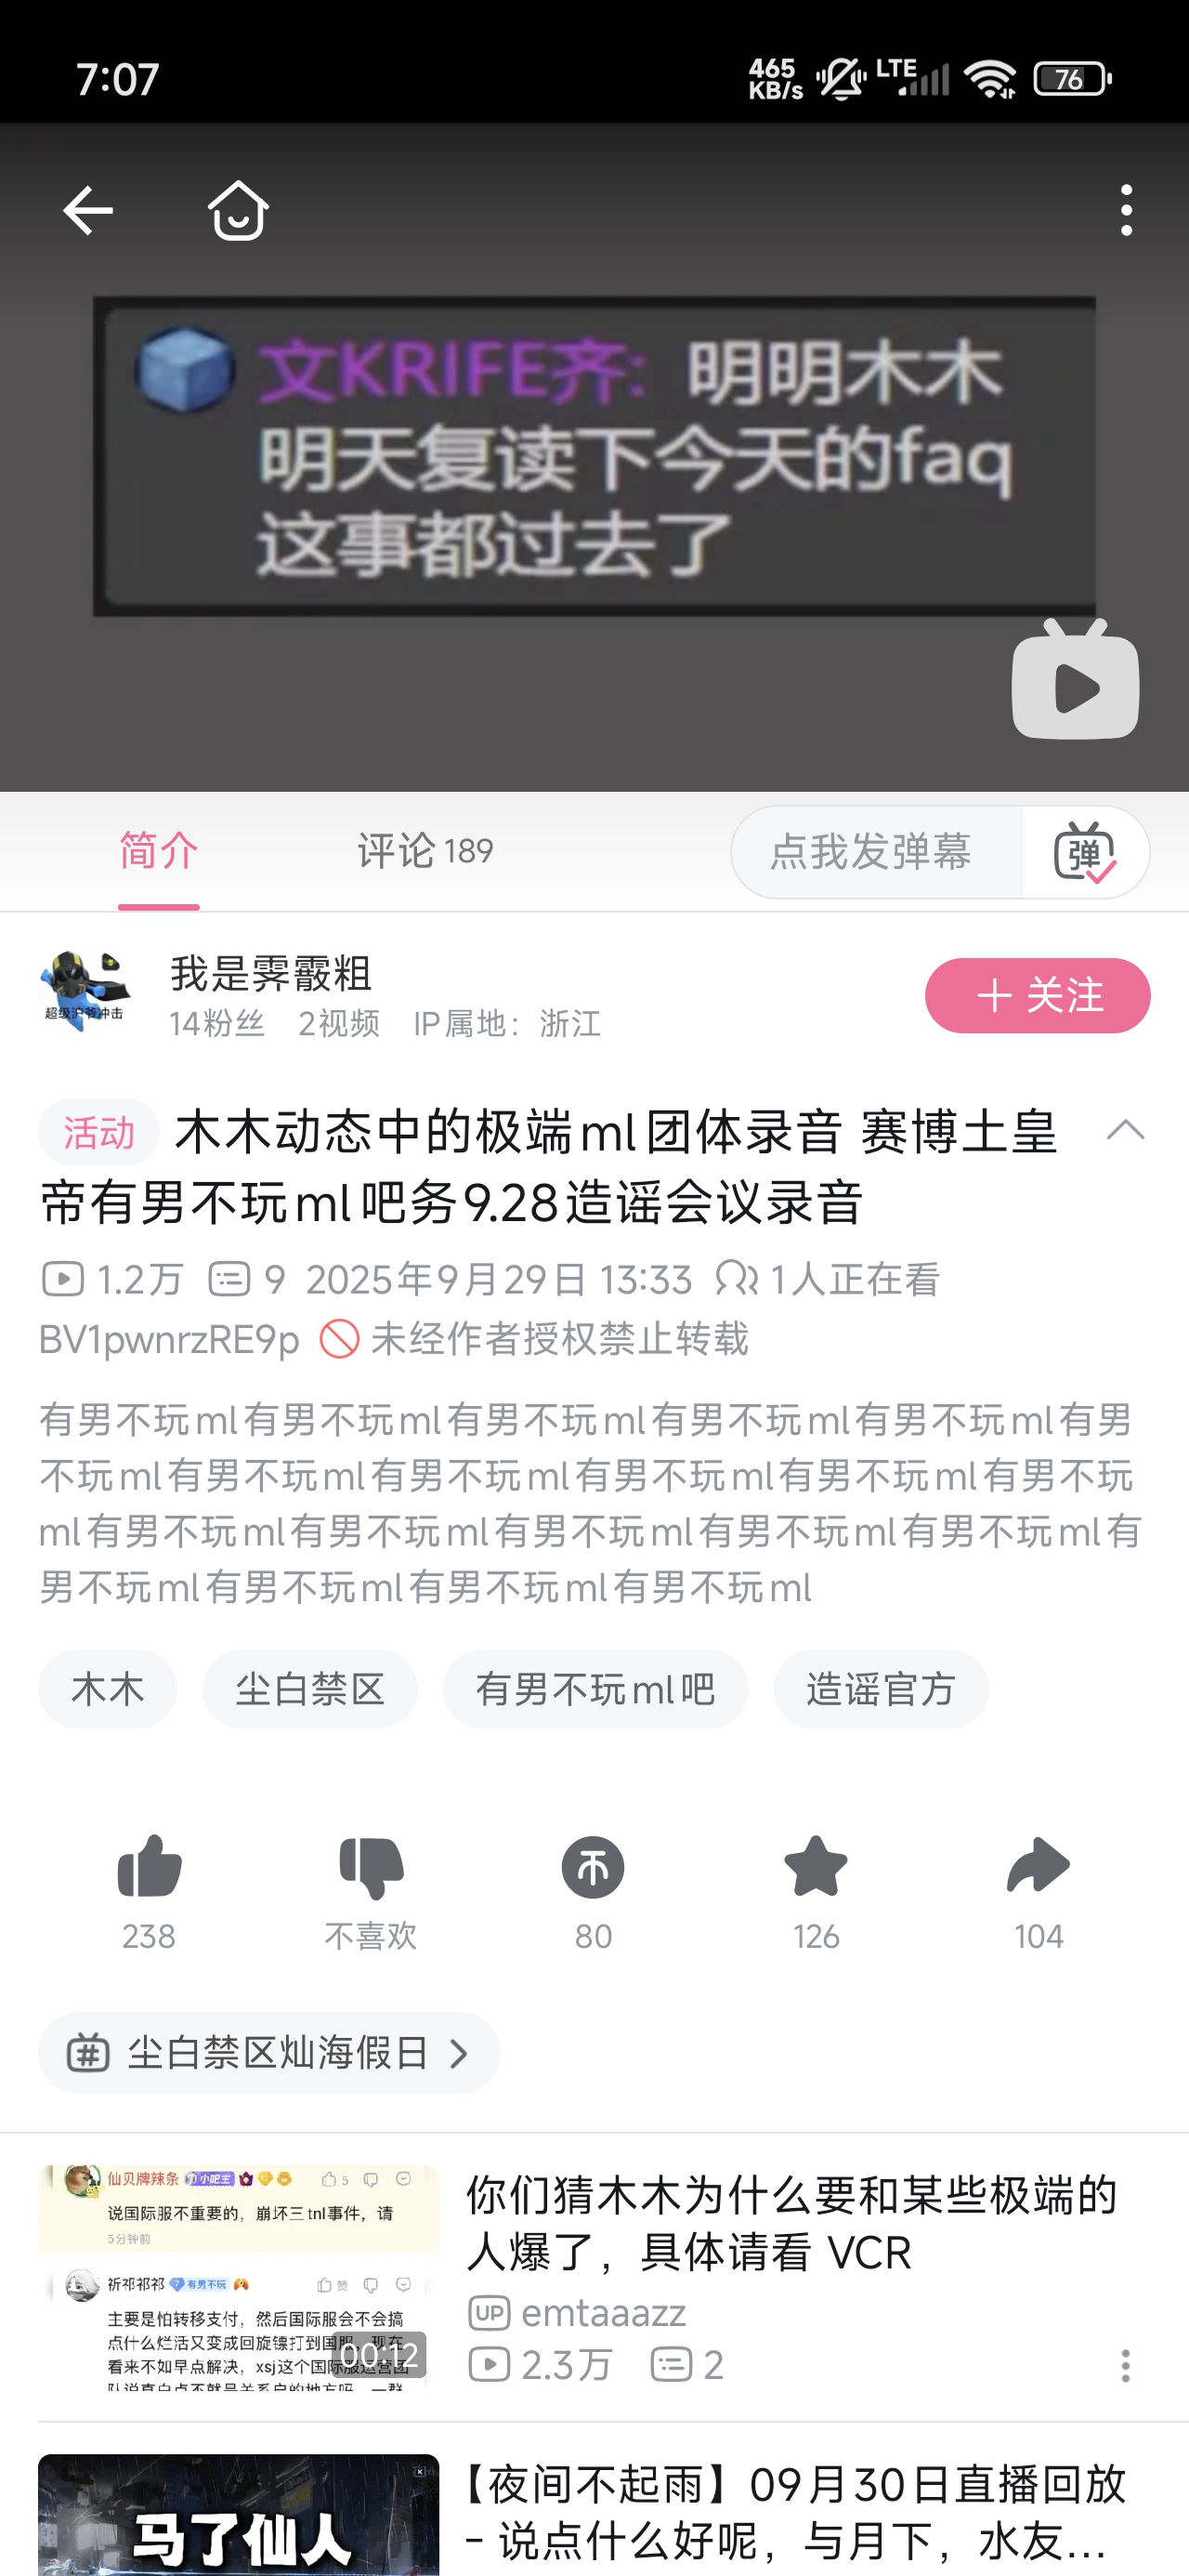 7:07
465
KB/s
LTE
76
文KRIFE齐: 明明木木
明天复读下今天的faq
这事都过去了
简介
评论 189
点我发弹幕
弹
超级沪爷冲击
我是霁霰粗
14粉丝 2视频 IP属地：浙江
+ 关注
活动 木木动态中的极端ml团体录音 赛博土皇
帝有男不玩ml吧务9.28造谣会议录音
1.2万 9 2025年9月29日 13:33 1人正在看
BV1pwnrzRE9p 未经作者授权禁止转载
有男不玩ml有男不玩ml有男不玩ml有男不玩ml有男不玩ml有男
不玩ml有男不玩ml有男不玩ml有男不玩ml有男不玩ml有男不玩
ml有男不玩ml有男不玩ml有男不玩ml有男不玩ml有男不玩ml有
男不玩ml有男不玩ml有男不玩ml有男不玩ml
木木
尘白禁区
有男不玩ml吧
造谣官方
238
不喜欢
80
126
104
尘白禁区灿海假日
仙贝牌辣条 小吧主 5
说国际服不重要的，崩坏三tnl事件，请
5分钟前
祈祁祁祁 7 有男不玩 赞
主要是怕转移支付，然后国际服会不会搞
点什么烂活又变成回旋镖打到国服，现在
看来不如早点解决，xsj这个国际服运营团
00:12
你们猜木木为什么要和某些极端的
人爆了，具体请看 VCR
UP emtaaazz
2.3万 2
马了仙人
【夜间不起雨】09月30日直播回放
- 说点什么好呢，与月下，水友...